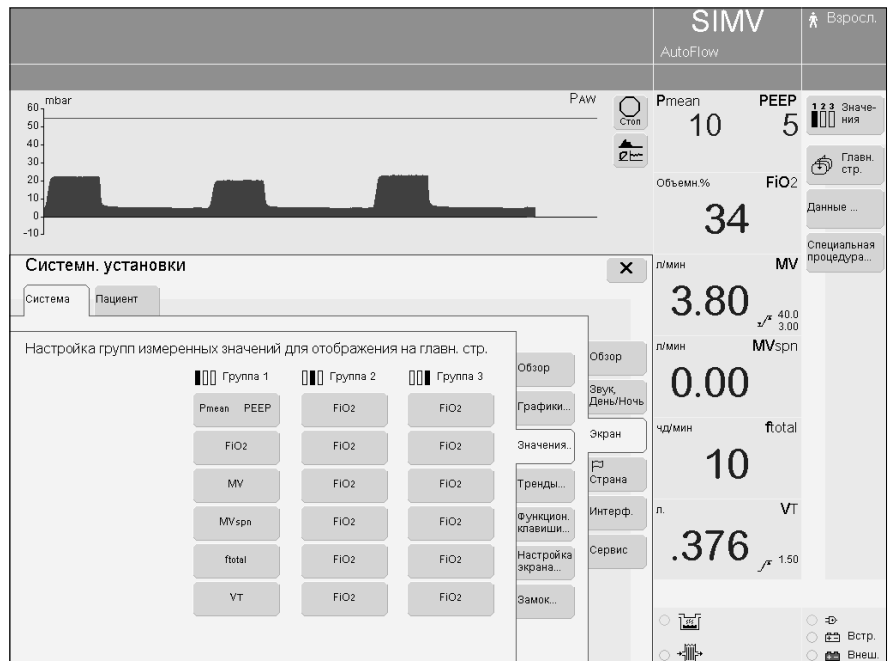 SIMV
AutoFlow
Взросл.
mbar
Paw
60
50
40
30
20
10
0
-10
Стоп
Pmean PEEP
10 5
Объемн.% FiO2
34
л/мин MV
3.80
40.0
3.00
л/мин MVspn
0.00
чд/мин ftotal
10
л. VT
.376
1.50
1 2 3 Значе-
ния
Главн.
стр.
Данные ...
Специальная
процедура...
Системн. установки
Система Пациент
Настройка групп измеренных значений для отображения на главн. стр.
Группа 1 Группа 2 Группа 3
Pmean PEEP FiO2 FiO2
FiO2 FiO2 FiO2
MV FiO2 FiO2
MVspn FiO2 FiO2
ftotal FiO2 FiO2
VT FiO2 FiO2
Обзор
Графики...
Значения..
Тренды...
Функцион.
клавиши...
Настройка
экрана...
Замок...
Обзор
Звук,
День/Ночь
Экран
Страна
Интерф.
Сервис
Встр.
Внеш.